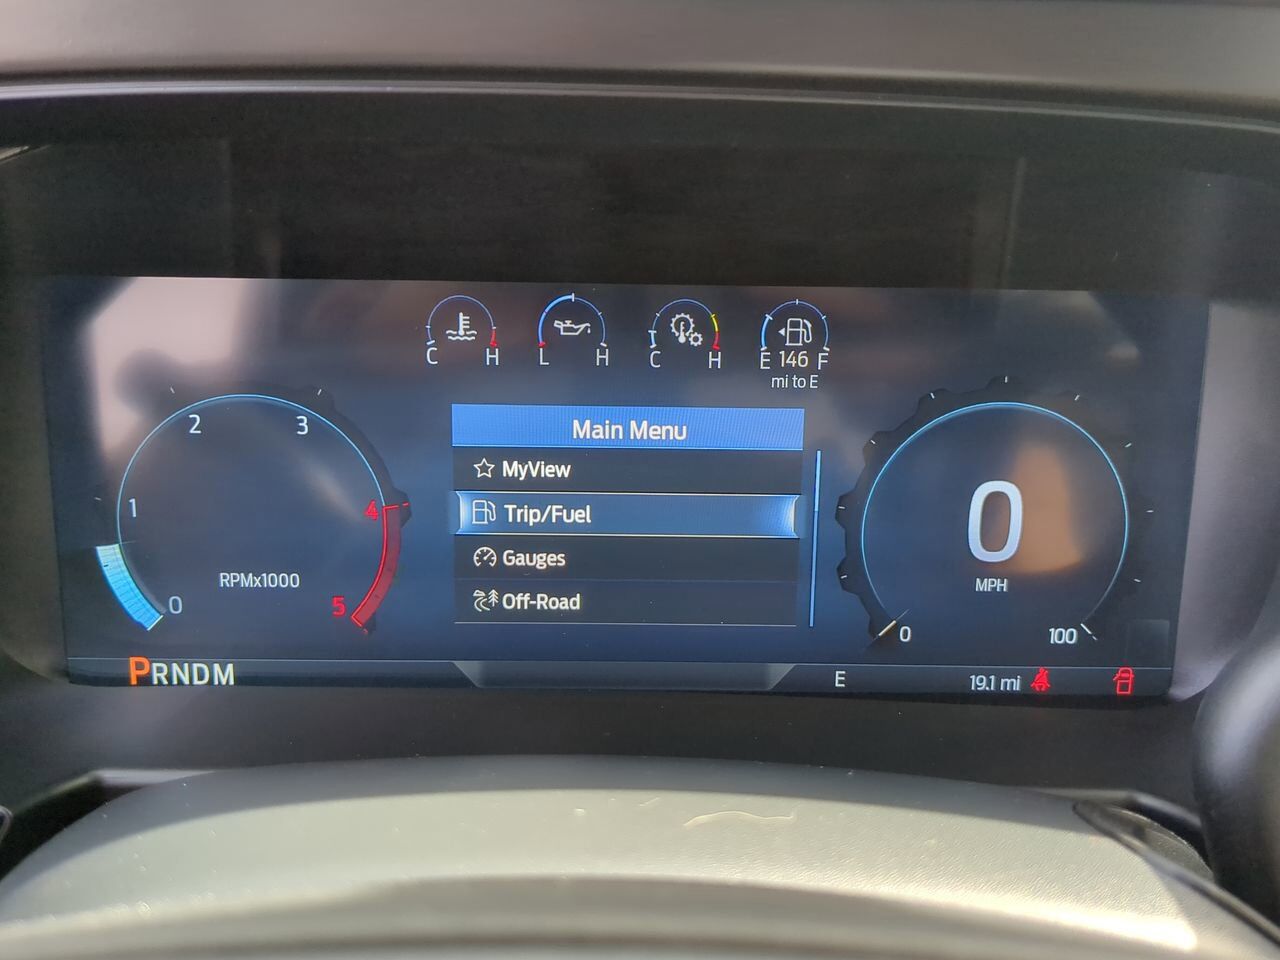 C H
L H
C H
E 146 F
mi to E
Main Menu
MyView
Trip/Fuel
Gauges
Off-Road
0 1 2 3 4 5
RPMx1000
0
MPH
0 100
PRNDM
E
19.1 mi